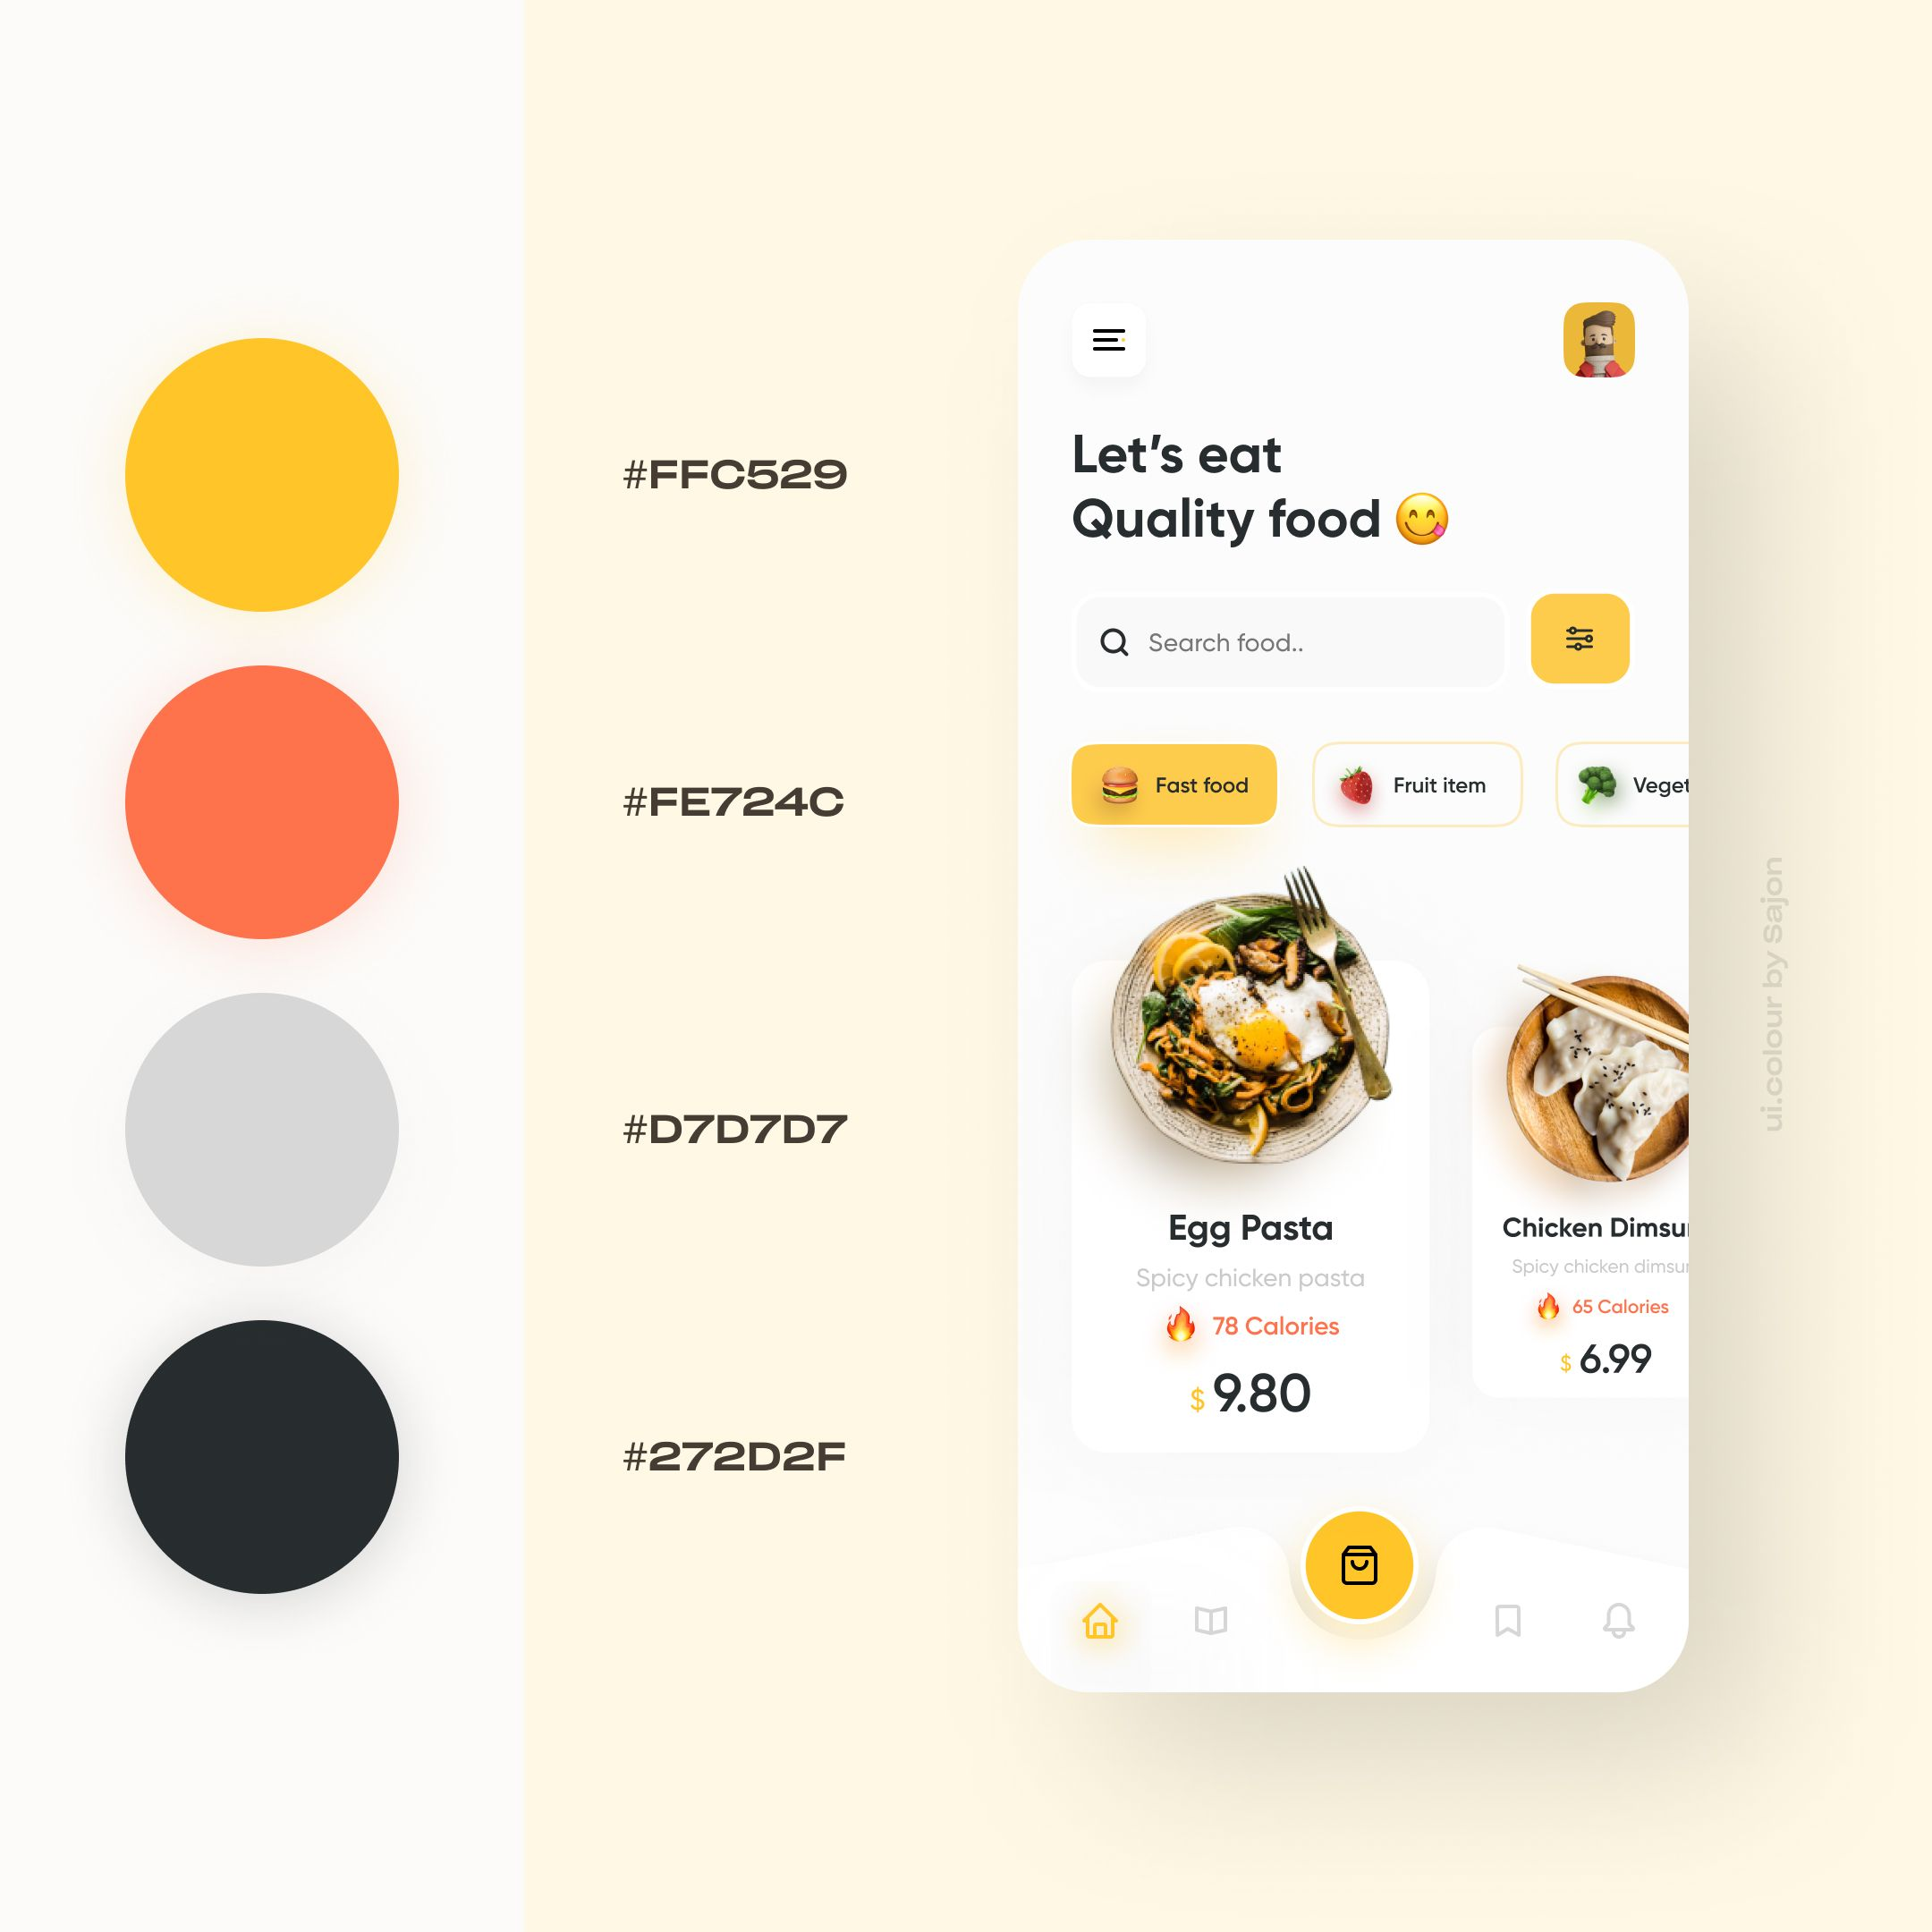 #FFC529
#FE724C
#D7D7D7
#272D2F
Let's eat
Quality food 😋
Search food..
Fast food
Fruit item
Veget
Egg Pasta
Spicy chicken pasta
78 Calories
$ 9.80
Chicken Dimsu
Spicy chicken dimsu
65 Calories
$ 6.99
ui.colour by Sajon